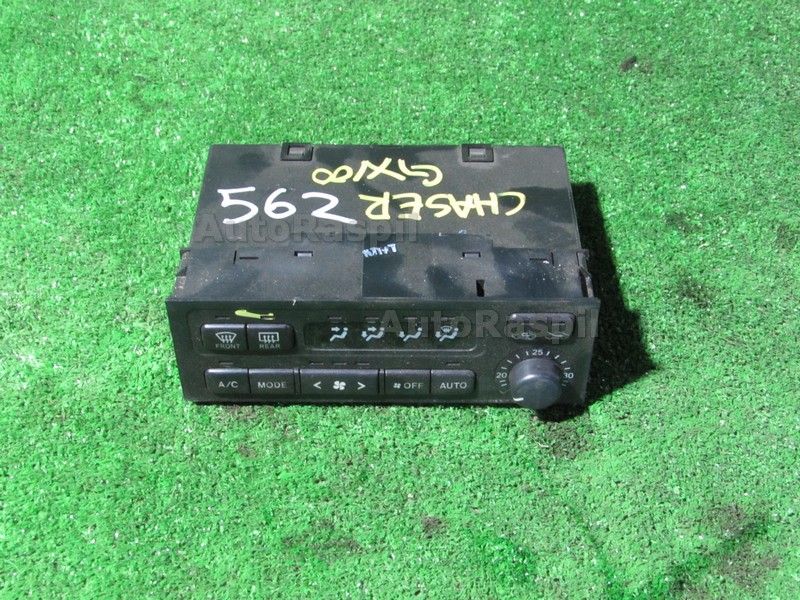 GX100
562 CHASER
AutoRaspil
AutoRaspil
FRONT REAR
20 25 30
A/C MODE < > OFF AUTO